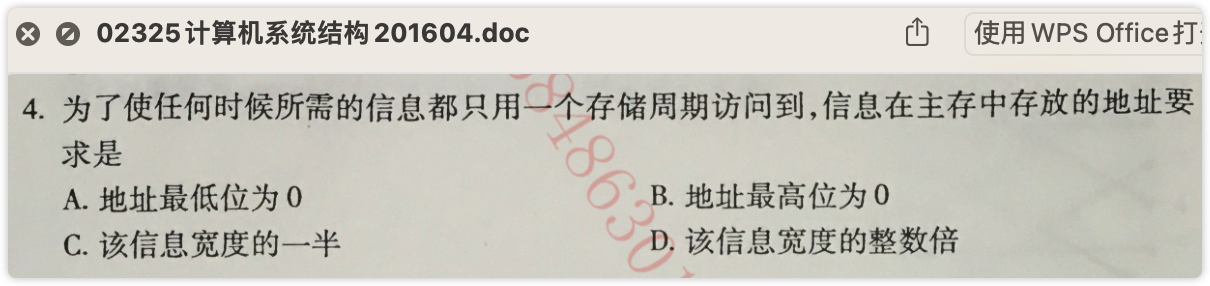 02325计算机系统结构201604.doc 使用WPS Office打
4. 为了使任何时候所需的信息都只用一个存储周期访问到,信息在主存中存放的地址要
求是
A. 地址最低位为0 B. 地址最高位为0
C. 该信息宽度的一半 D. 该信息宽度的整数倍